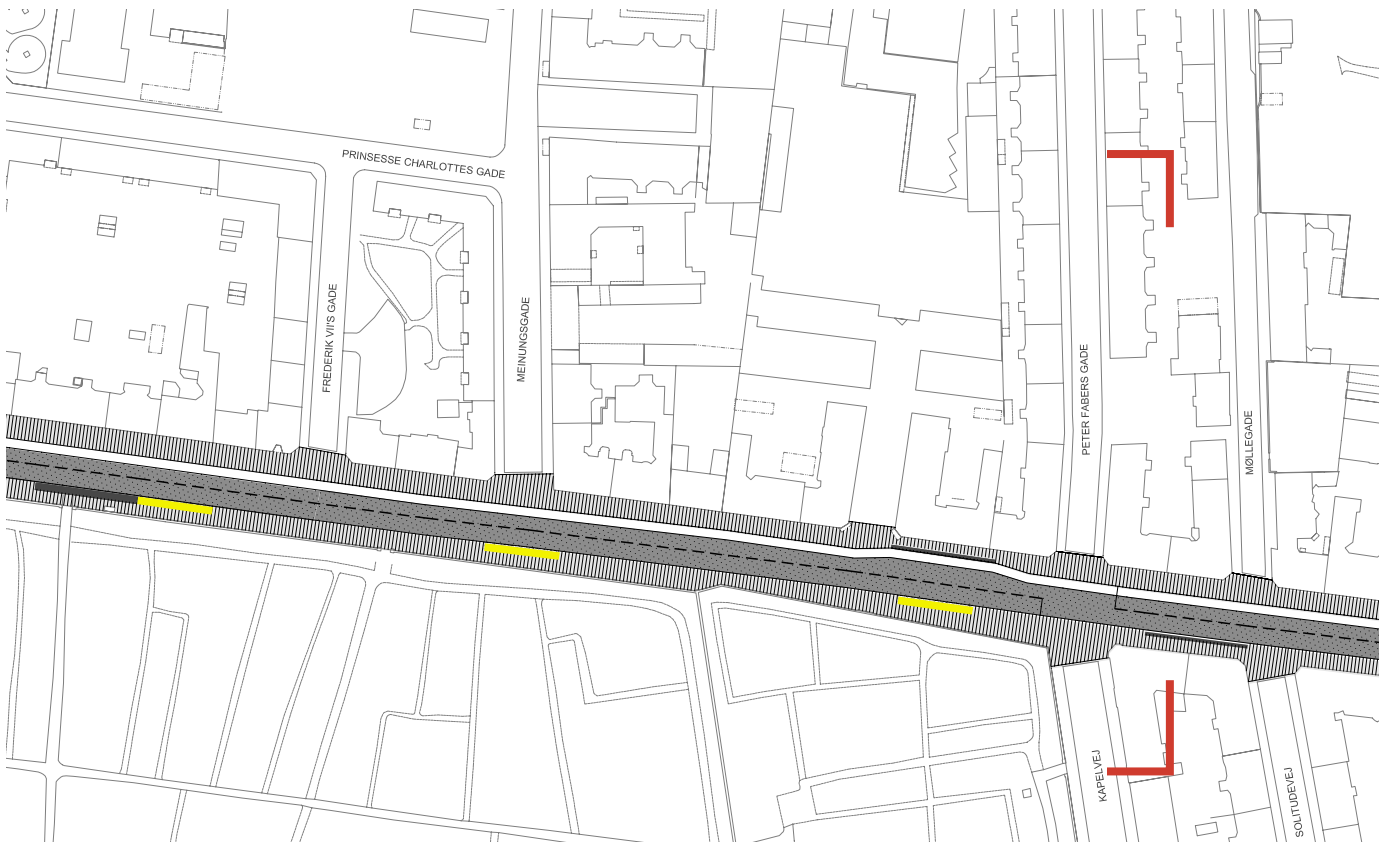 PRINSESSE CHARLOTTES GADE
FREDERIK VII'S GADE
MEINUNGSGADE
PETER FABERS GADE
MØLLEGADE
KAPELVEJ
SOLITUDEVEJ